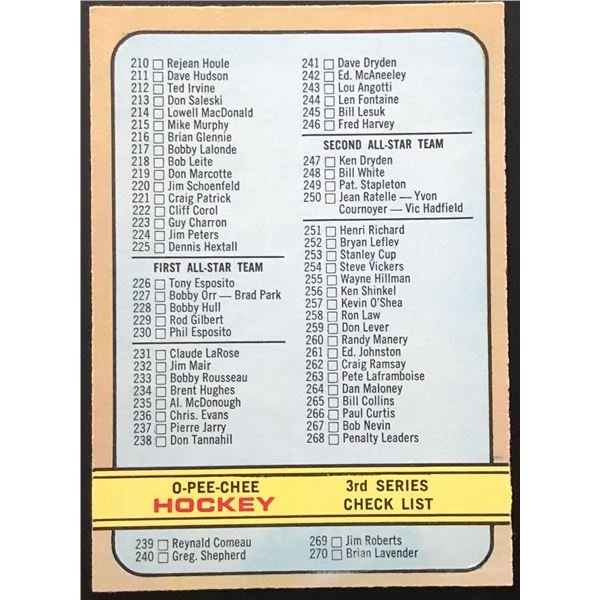 210 Rejean Houle
211 Dave Hudson
212 Ted Irvine
213 Don Saleski
214 Lowell MacDonald
215 Mike Murphy
216 Brian Glennie
217 Bobby Lalonde
218 Bob Leite
219 Don Marcotte
220 Jim Schoenfeld
221 Craig Patrick
222 Cliff Corol
223 Guy Charron
224 Jim Peters
225 Dennis Hextall
FIRST ALL-STAR TEAM
226 Tony Esposito
227 Bobby Orr — Brad Park
228 Bobby Hull
229 Rod Gilbert
230 Phil Esposito
231 Claude LaRose
232 Jim Mair
233 Bobby Rousseau
234 Brent Hughes
235 Al. McDonough
236 Chris. Evans
237 Pierre Jarry
238 Don Tannahil
241 Dave Dryden
242 Ed. McAneeley
243 Lou Angotti
244 Len Fontaine
245 Bill Lesuk
246 Fred Harvey
SECOND ALL-STAR TEAM
247 Ken Dryden
248 Bill White
249 Pat. Stapleton
250 Jean Ratelle — Yvon
Cournoyer — Vic Hadfield
251 Henri Richard
252 Bryan Lefley
253 Stanley Cup
254 Steve Vickers
255 Wayne Hillman
256 Ken Shinkel
257 Kevin O'Shea
258 Ron Law
259 Don Lever
260 Randy Manery
261 Ed. Johnston
262 Craig Ramsay
263 Pete Laframboise
264 Dan Maloney
265 Bill Collins
266 Paul Curtis
267 Bob Nevin
268 Penalty Leaders
O-PEE-CHEE
HOCKEY
3rd SERIES
CHECK LIST
239 Reynald Comeau
240 Greg. Shepherd
269 Jim Roberts
270 Brian Lavender